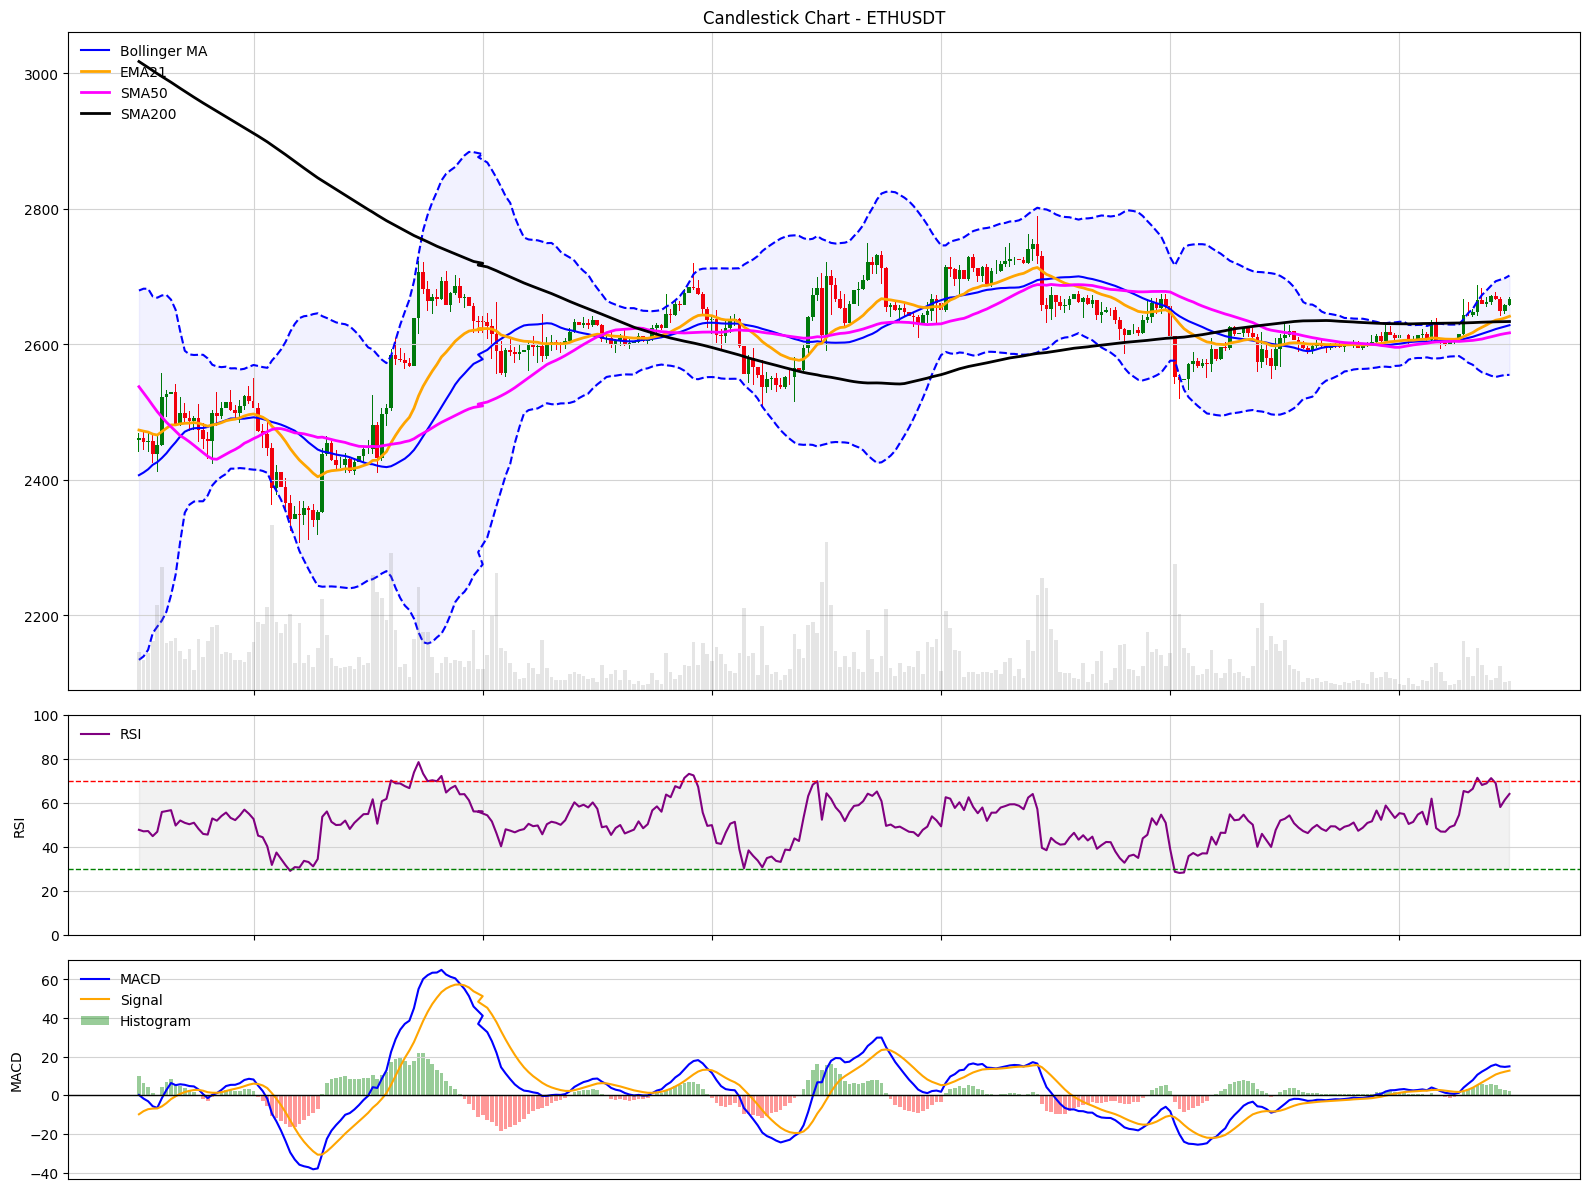 Candlestick Chart - ETHUSDT
Bollinger MA
EMA21
SMA50
SMA200
3000
2800
2600
2400
2200
RSI
100
80
60
40
20
0
RSI
MACD
Signal
Histogram
60
40
20
0
−20
−40
MACD